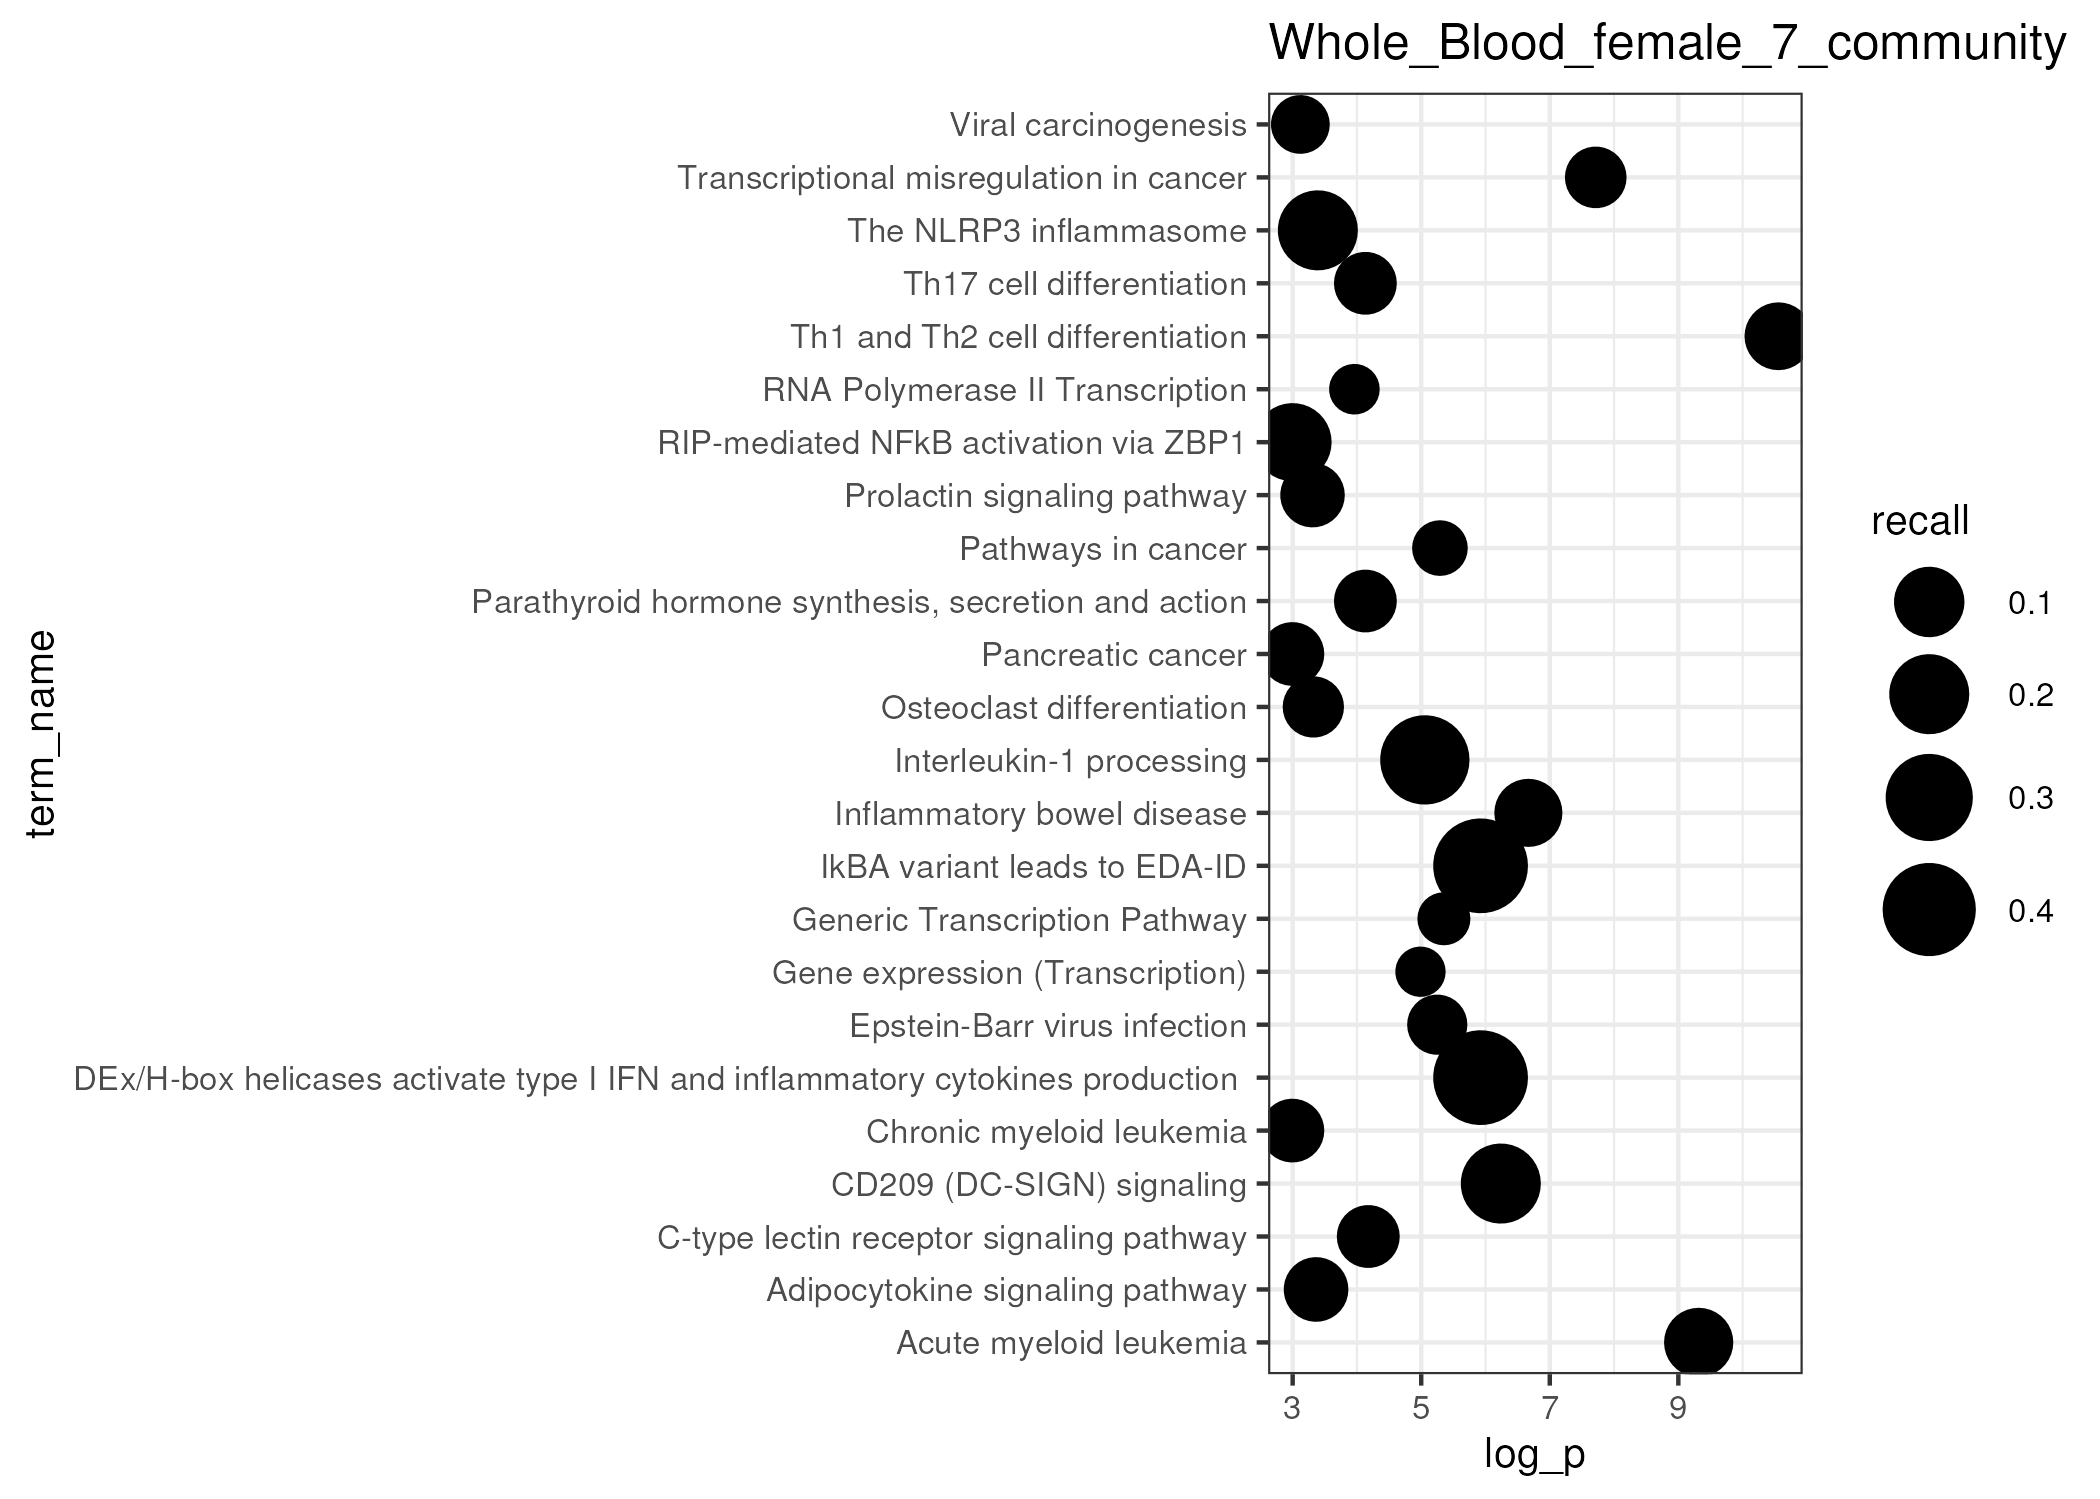 Whole_Blood_female_7_community
Viral carcinogenesis
Transcriptional misregulation in cancer
The NLRP3 inflammasome
Th17 cell differentiation
Th1 and Th2 cell differentiation
RNA Polymerase II Transcription
RIP-mediated NFkB activation via ZBP1
Prolactin signaling pathway
Pathways in cancer
Parathyroid hormone synthesis, secretion and action
Pancreatic cancer
Osteoclast differentiation
Interleukin-1 processing
Inflammatory bowel disease
IkBA variant leads to EDA-ID
Generic Transcription Pathway
Gene expression (Transcription)
Epstein-Barr virus infection
DEx/H-box helicases activate type I IFN and inflammatory cytokines production
Chronic myeloid leukemia
CD209 (DC-SIGN) signaling
C-type lectin receptor signaling pathway
Adipocytokine signaling pathway
Acute myeloid leukemia
term_name
3 5 7 9
log_p
recall
0.1
0.2
0.3
0.4